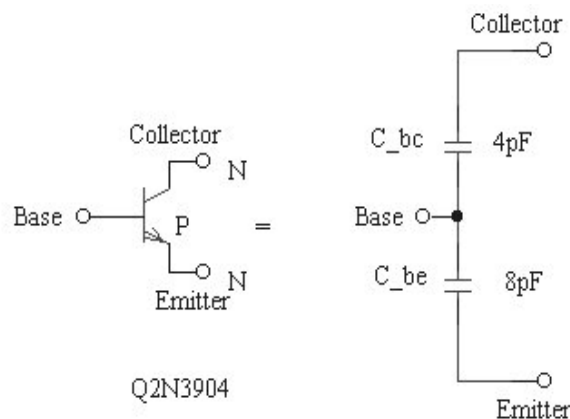 Collector
C_bc 4pF
Collector
N
Base
P
=
Base
N
C_be 8pF
Emitter
Q2N3904
Emitter